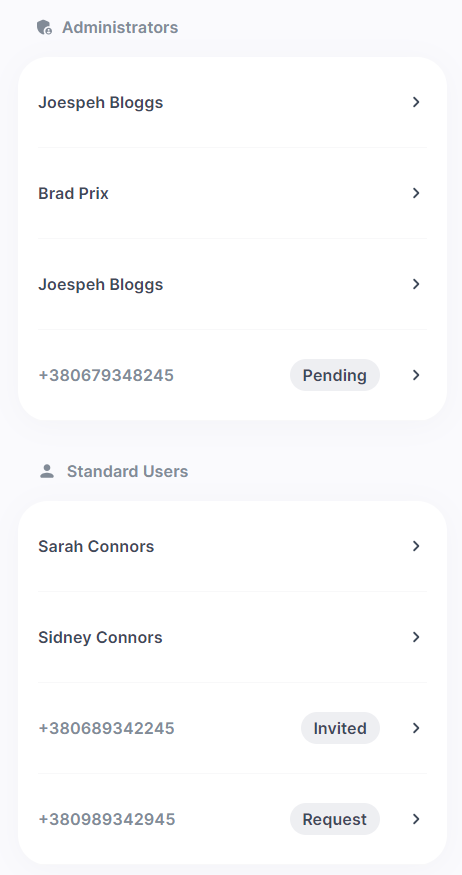 Administrators
Joespeh Bloggs
Brad Prix
Joespeh Bloggs
+380679348245 Pending
Standard Users
Sarah Connors
Sidney Connors
+380689342245 Invited
+380989342945 Request